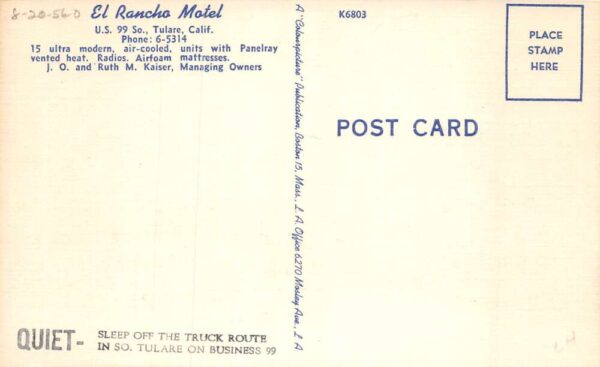 8-20-56
El Rancho Motel
U.S. 99 So., Tulare, Calif.
Phone: 6-5314
15 ultra modern, air-cooled, units with Panelray
vented heat. Radios. Airfoam mattresses.
J. O. and Ruth M. Kaiser, Managing Owners
A "Colourpicture" Publication, Boston 15, Mass., L. A. Office 6270 Mosley Ave., L A
K6803
PLACE
STAMP
HERE
POST CARD
QUIET-
SLEEP OFF THE TRUCK ROUTE
IN SO. TULARE ON BUSINESS 99